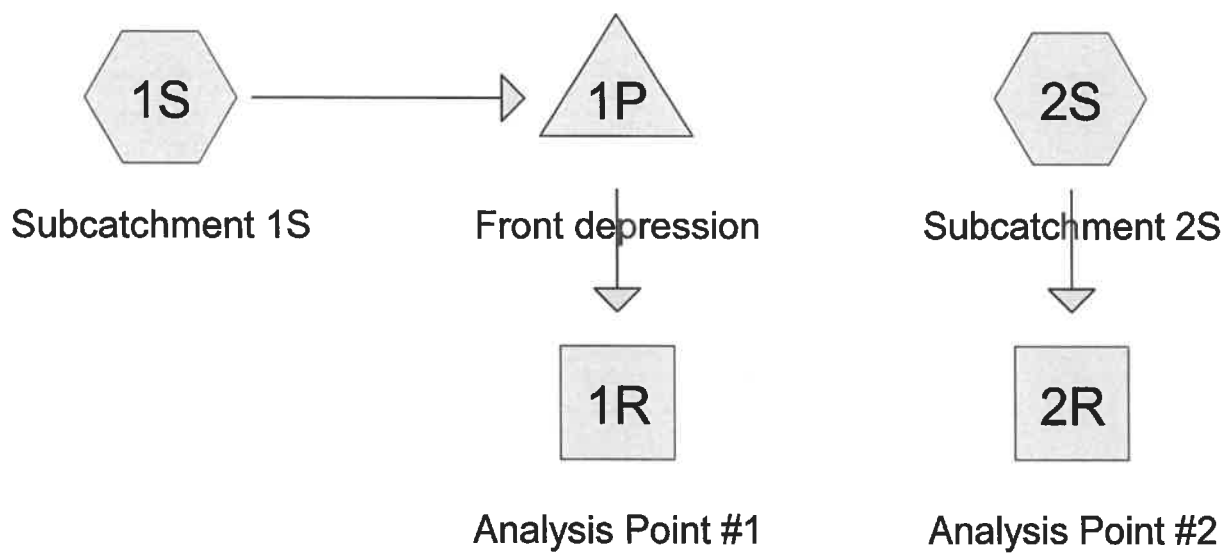 1S
1P
2S
Subcatchment 1S
Front depression
Subcatchment 2S
1R
2R
Analysis Point #1
Analysis Point #2